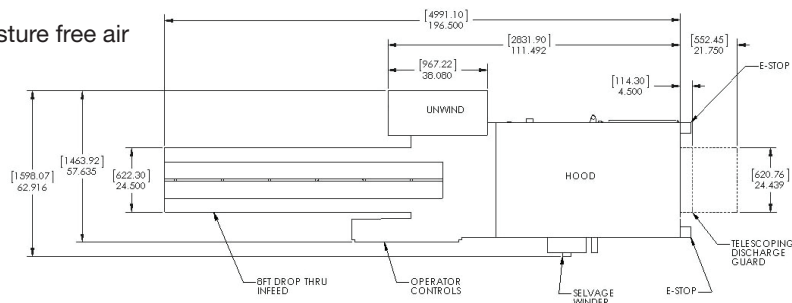 sture free air
[4991.10]
196.500
[2831.90]
111.492
[552.45]
21.750
[967.22]
38.080
[114.30]
4.500
E-STOP
UNWIND
[1598.07]
62.916
[1463.92]
57.635
[622.30]
24.500
HOOD
[620.76]
24.439
8FT DROP THRU
INFEED
OPERATOR
CONTROLS
SELVAGE
WINDER
E-STOP
TELESCOPING
DISCHARGE
GUARD